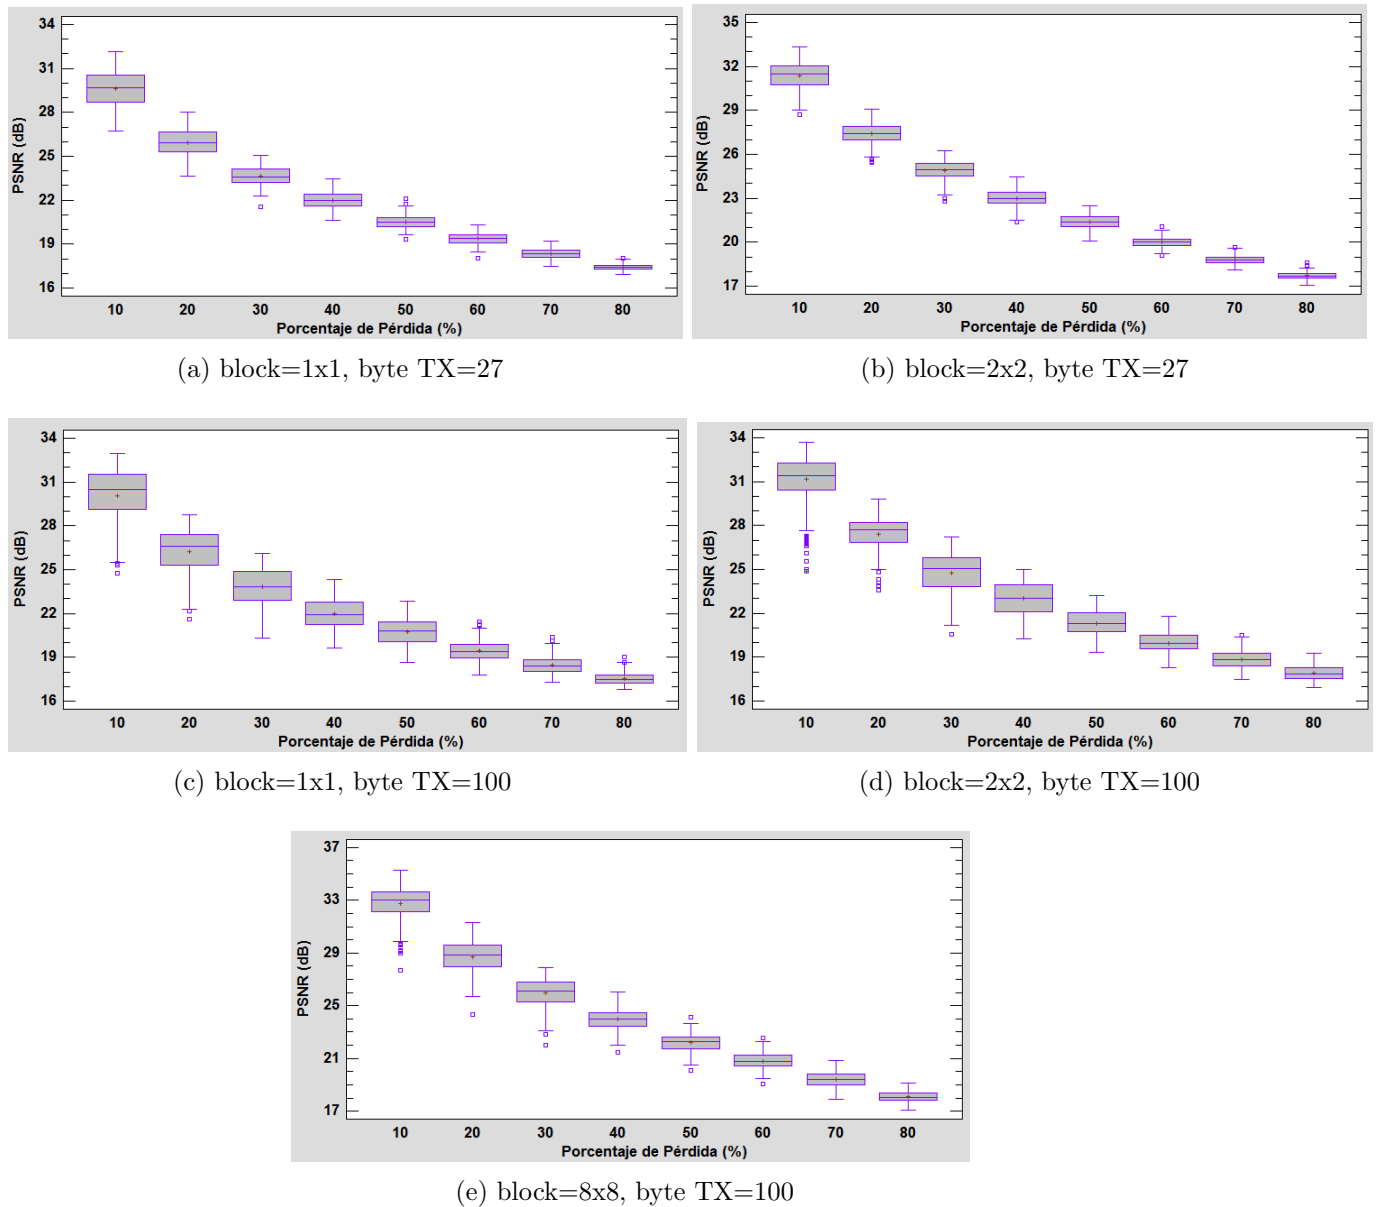 34
31
28
25
22
19
16
PSNR (dB)
10 20 30 40 50 60 70 80
Porcentaje de Pérdida (%)
(a) block=1x1, byte TX=27
35
32
29
26
23
20
17
PSNR (dB)
10 20 30 40 50 60 70 80
Porcentaje de Pérdida (%)
(b) block=2x2, byte TX=27
34
31
28
25
22
19
16
PSNR (dB)
10 20 30 40 50 60 70 80
Porcentaje de Pérdida (%)
(c) block=1x1, byte TX=100
34
31
28
25
22
19
16
PSNR (dB)
10 20 30 40 50 60 70 80
Porcentaje de Pérdida (%)
(d) block=2x2, byte TX=100
37
33
29
25
21
17
PSNR (dB)
10 20 30 40 50 60 70 80
Porcentaje de Pérdida (%)
(e) block=8x8, byte TX=100